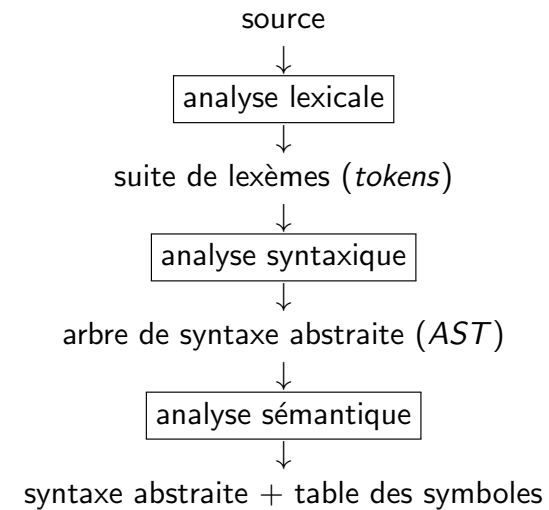 source
analyse lexicale
suite de lexèmes (tokens)
analyse syntaxique
arbre de syntaxe abstraite (AST)
analyse sémantique
syntaxe abstraite + table des symboles